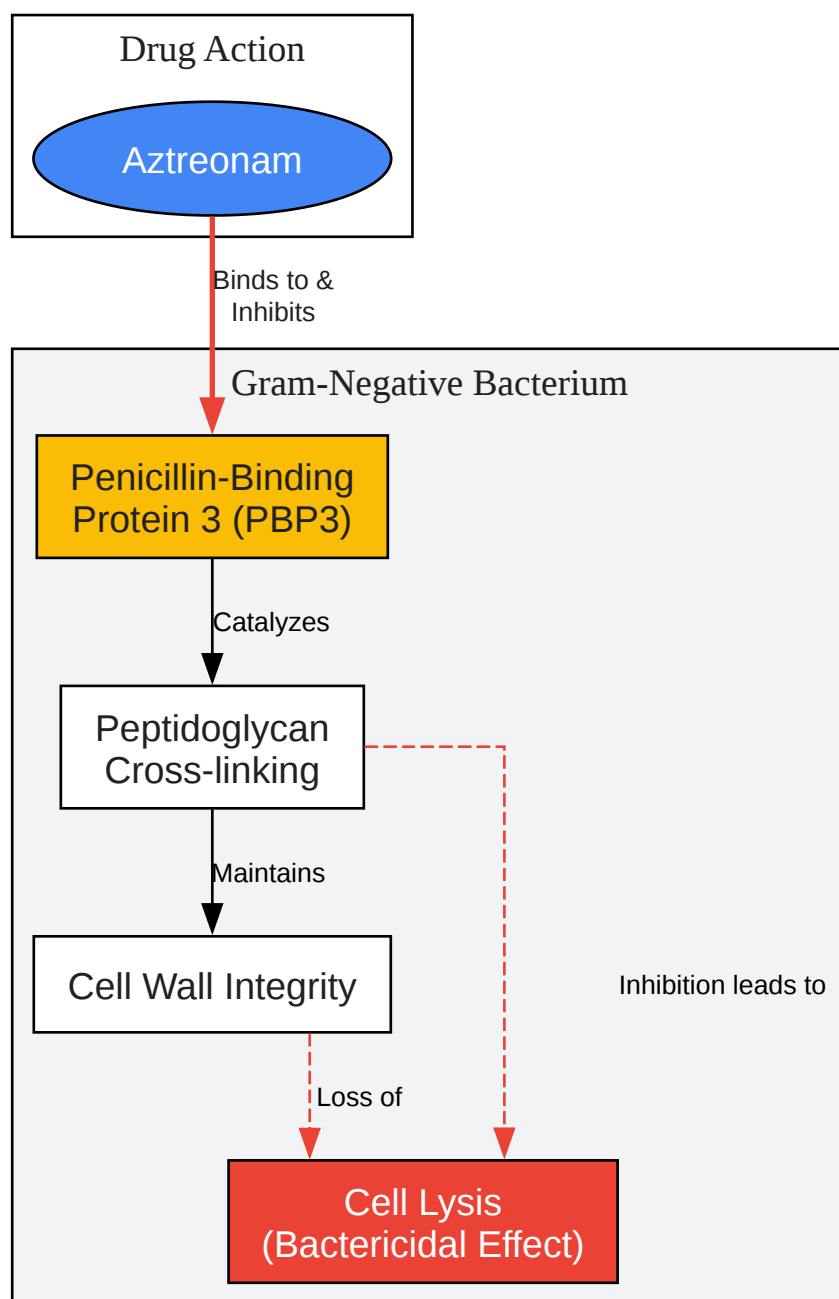 Drug Action
Aztreonam
Binds to &
Inhibits
Gram-Negative Bacterium
Penicillin-Binding
Protein 3 (PBP3)
Catalyzes
Peptidoglycan
Cross-linking
Maintains
Cell Wall Integrity
Inhibition leads to
Loss of
Cell Lysis
(Bactericidal Effect)